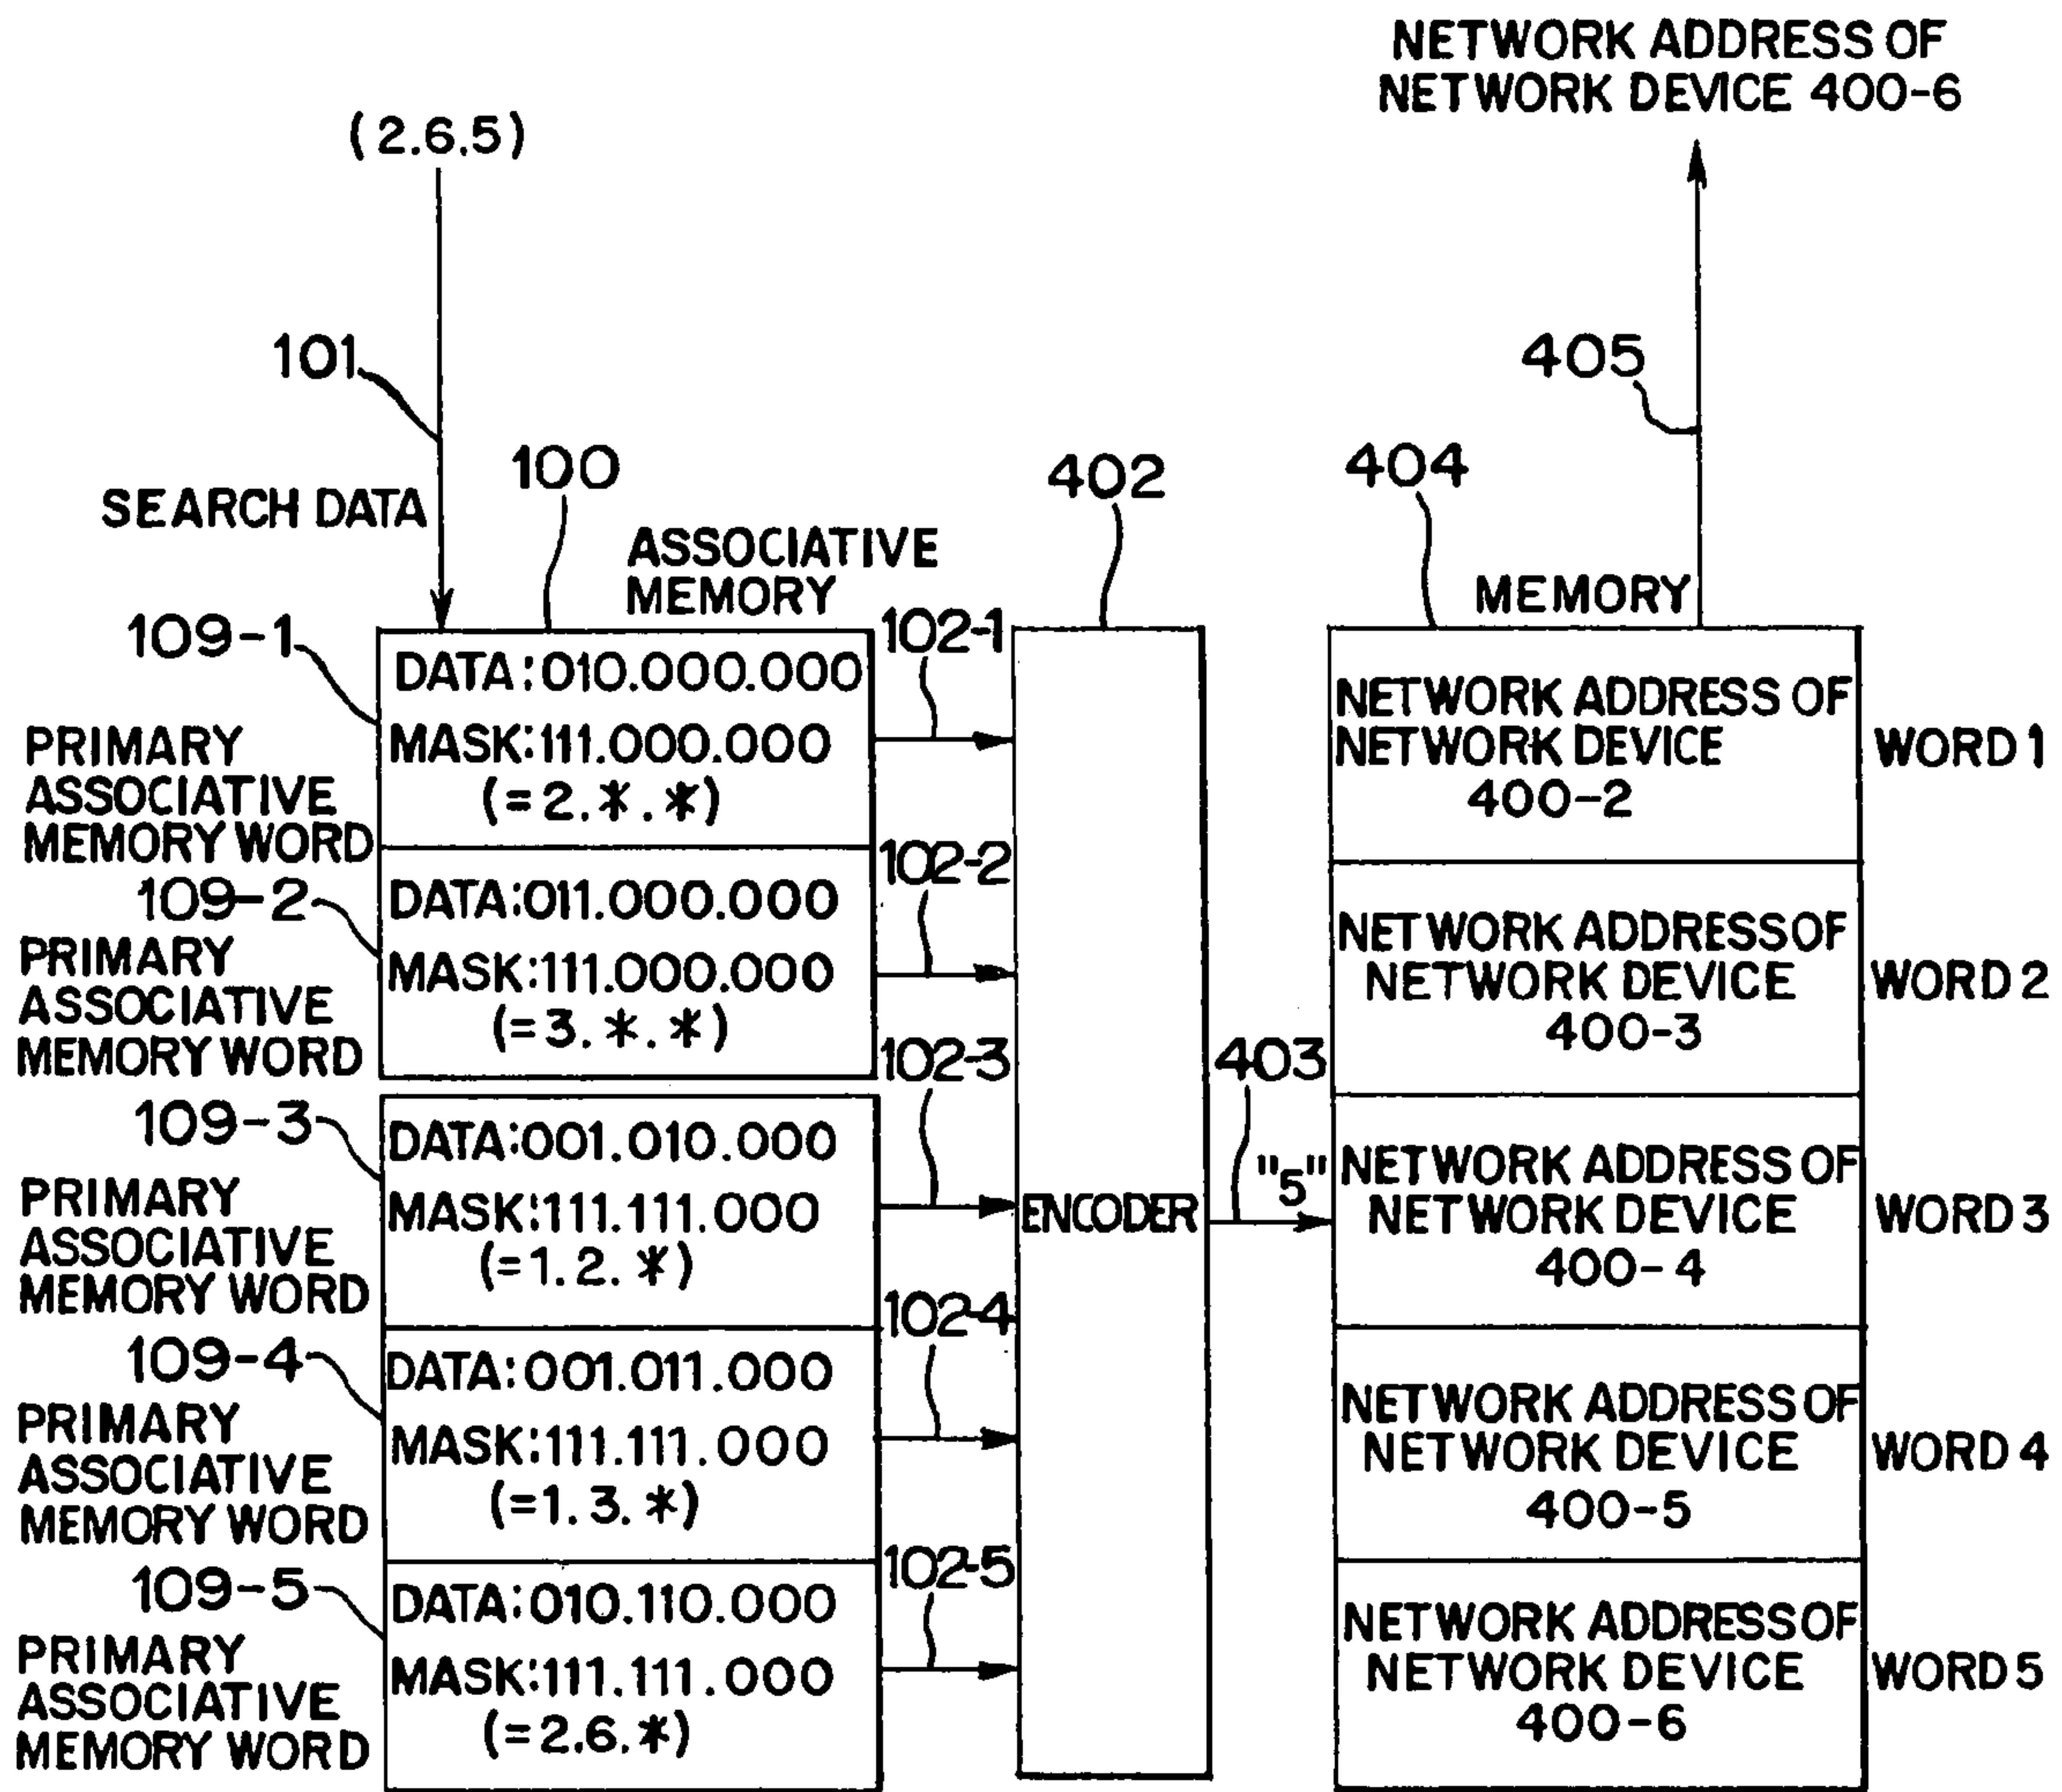 NETWORK ADDRESS OF
NETWORK DEVICE 400-6
(2.6.5)
101
405
SEARCH DATA
100
402
404
ASSOCIATIVE
MEMORY
MEMORY
109-1
PRIMARY
ASSOCIATIVE
MEMORY WORD
DATA:010.000.000
MASK:111.000.000
(=2.*.*)
102-1
NETWORK ADDRESS OF
NETWORK DEVICE
400-2
WORD 1
109-2
PRIMARY
ASSOCIATIVE
MEMORY WORD
DATA:011.000.000
MASK:111.000.000
(=3.*.*)
102-2
NETWORK ADDRESS OF
NETWORK DEVICE
400-3
WORD 2
109-3
PRIMARY
ASSOCIATIVE
MEMORY WORD
DATA:001.010.000
MASK:111.111.000
(=1.2.*)
102-3
ENCODER
403
"5"
NETWORK ADDRESS OF
NETWORK DEVICE
400-4
WORD 3
109-4
PRIMARY
ASSOCIATIVE
MEMORY WORD
DATA:001.011.000
MASK:111.111.000
(=1.3.*)
102-4
NETWORK ADDRESS OF
NETWORK DEVICE
400-5
WORD 4
109-5
PRIMARY
ASSOCIATIVE
MEMORY WORD
DATA:010.110.000
MASK:111.111.000
(=2.6.*)
102-5
NETWORK ADDRESS OF
NETWORK DEVICE
400-6
WORD 5